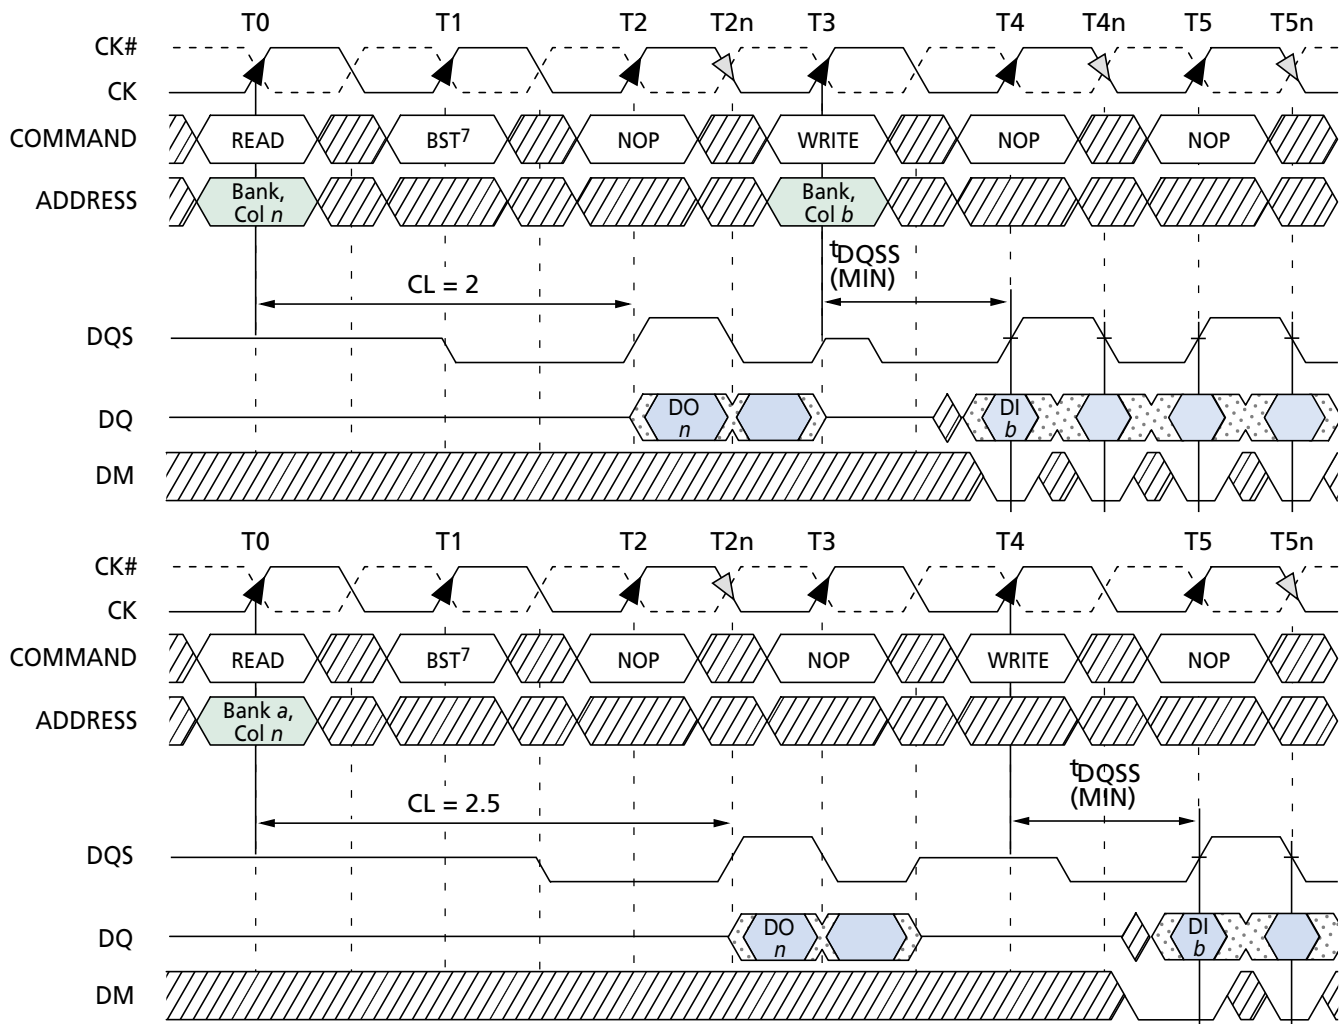 T0 T1 T2 T2n T3 T4 T4n T5 T5n
CK#
CK
COMMAND READ BST7 NOP WRITE NOP NOP
ADDRESS Bank, Col n Bank, Col b
tDQSS
(MIN)
CL = 2
DQS
DQ DO n DI b
DM
T0 T1 T2 T2n T3 T4 T5 T5n
CK#
CK
COMMAND READ BST7 NOP NOP WRITE NOP
ADDRESS Bank a, Col n
tDQSS
(MIN)
CL = 2.5
DQS
DQ DO n DI b
DM